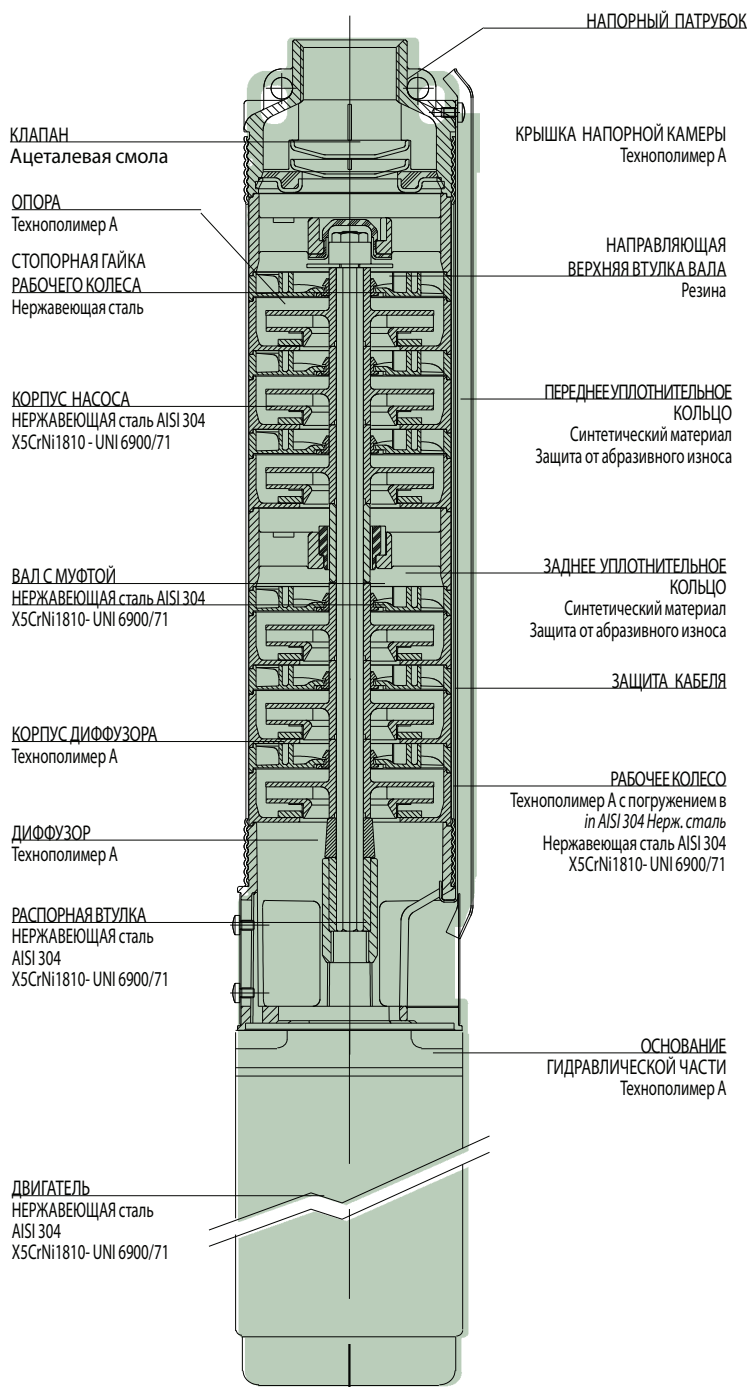 НАПОРНЫЙ ПАТРУБОК
КЛАПАН
Ацеталевая смола
КРЫШКА НАПОРНОЙ КАМЕРЫ
Технополимер А
ОПОРА
Технополимер А
СТОПОРНАЯ ГАЙКА
РАБОЧЕГО КОЛЕСА
Нержавеющая сталь
НАПРАВЛЯЮЩАЯ
ВЕРХНЯЯ ВТУЛКА ВАЛА
Резина
КОРПУС НАСОСА
НЕРЖАВЕЮЩАЯ сталь AISI 304
X5CrNi1810 - UNI 6900/71
ПЕРЕДНЕЕ УПЛОТНИТЕЛЬНОЕ
КОЛЬЦО
Синтетический материал
Защита от абразивного износа
ВАЛ С МУФТОЙ
НЕРЖАВЕЮЩАЯ сталь AISI 304
X5CrNi1810- UNI 6900/71
ЗАДНЕЕ УПЛОТНИТЕЛЬНОЕ
КОЛЬЦО
Синтетический материал
Защита от абразивного износа
ЗАЩИТА КАБЕЛЯ
КОРПУС ДИФФУЗОРА
Технополимер А
РАБОЧЕЕ КОЛЕСО
Технополимер А с погружением в
in AISI 304 Нерж. сталь
Нержавеющая сталь AISI 304
X5CrNi1810- UNI 6900/71
ДИФФУЗОР
Технополимер А
РАСПОРНАЯ ВТУЛКА
НЕРЖАВЕЮЩАЯ сталь
AISI 304
X5CrNi1810- UNI 6900/71
ОСНОВАНИЕ
ГИДРАВЛИЧЕСКОЙ ЧАСТИ
Технополимер А
ДВИГАТЕЛЬ
НЕРЖАВЕЮЩАЯ сталь
AISI 304
X5CrNi1810- UNI 6900/71